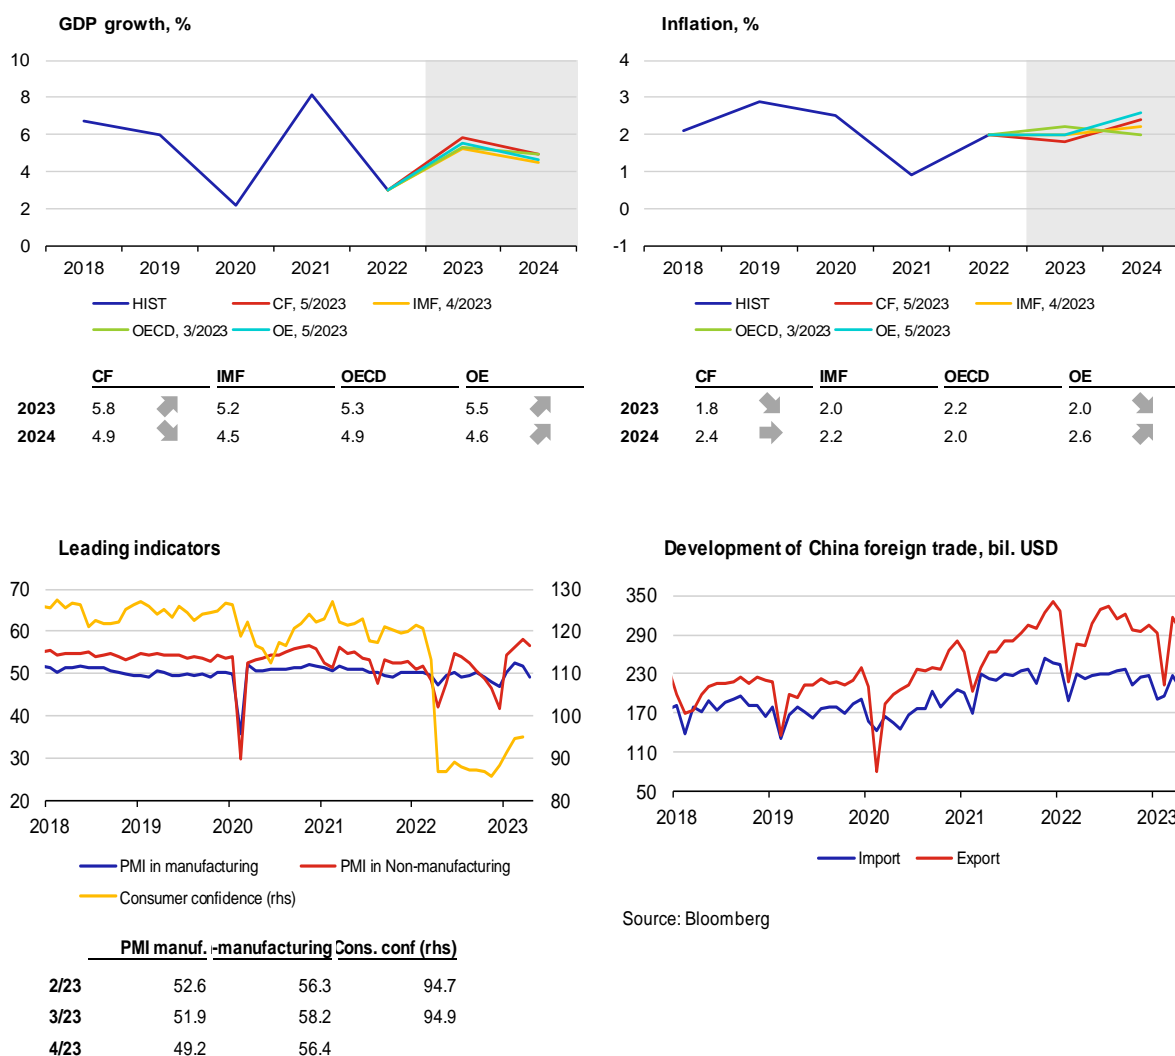 GDP growth, %
10
8
6
4
2
0
2018 2019 2020 2021 2022 2023 2024
HIST CF, 5/2023 IMF, 4/2023
OECD, 3/2023 OE, 5/2023
CF IMF OECD OE
2023 5.8 5.2 5.3 5.5
2024 4.9 4.5 4.9 4.6
Inflation, %
4
3
2
1
0
-1
2018 2019 2020 2021 2022 2023 2024
HIST CF, 5/2023 IMF, 4/2023
OECD, 3/2023 OE, 5/2023
CF IMF OECD OE
2023 1.8 2.0 2.2 2.0
2024 2.4 2.2 2.0 2.6
Leading indicators
70 130
60 120
50 110
40 100
30 90
20 80
2018 2019 2020 2021 2022 2023
PMI in manufacturing PMI in Non-manufacturing
Consumer confidence (rhs)
PMI manuf. -manufacturing Cons. conf (rhs)
2/23 52.6 56.3 94.7
3/23 51.9 58.2 94.9
4/23 49.2 56.4
Development of China foreign trade, bil. USD
350
290
230
170
110
50
2018 2019 2020 2021 2022 2023
Import Export
Source: Bloomberg